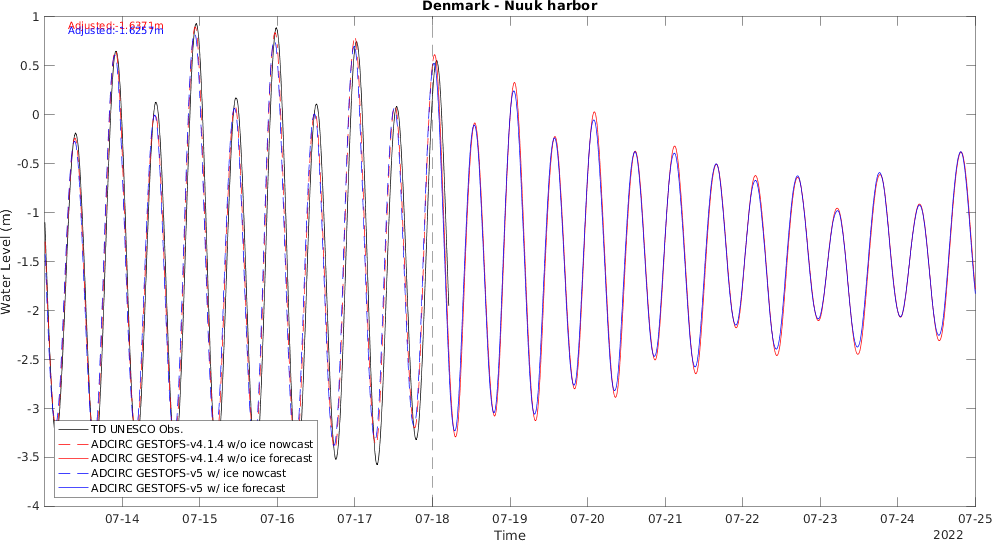 Denmark - Nuuk harbor
Adjusted:-1.6371m
Adjusted:-1.6257m
1
0.5
0
-0.5
-1
-1.5
-2
-2.5
-3
-3.5
-4
Water Level (m)
TD UNESCO Obs.
ADCIRC GESTOFS-v4.1.4 w/o ice nowcast
ADCIRC GESTOFS-v4.1.4 w/o ice forecast
ADCIRC GESTOFS-v5 w/ ice nowcast
ADCIRC GESTOFS-v5 w/ ice forecast
07-14 07-15 07-16 07-17 07-18 07-19 07-20 07-21 07-22 07-23 07-24 07-25
Time
2022